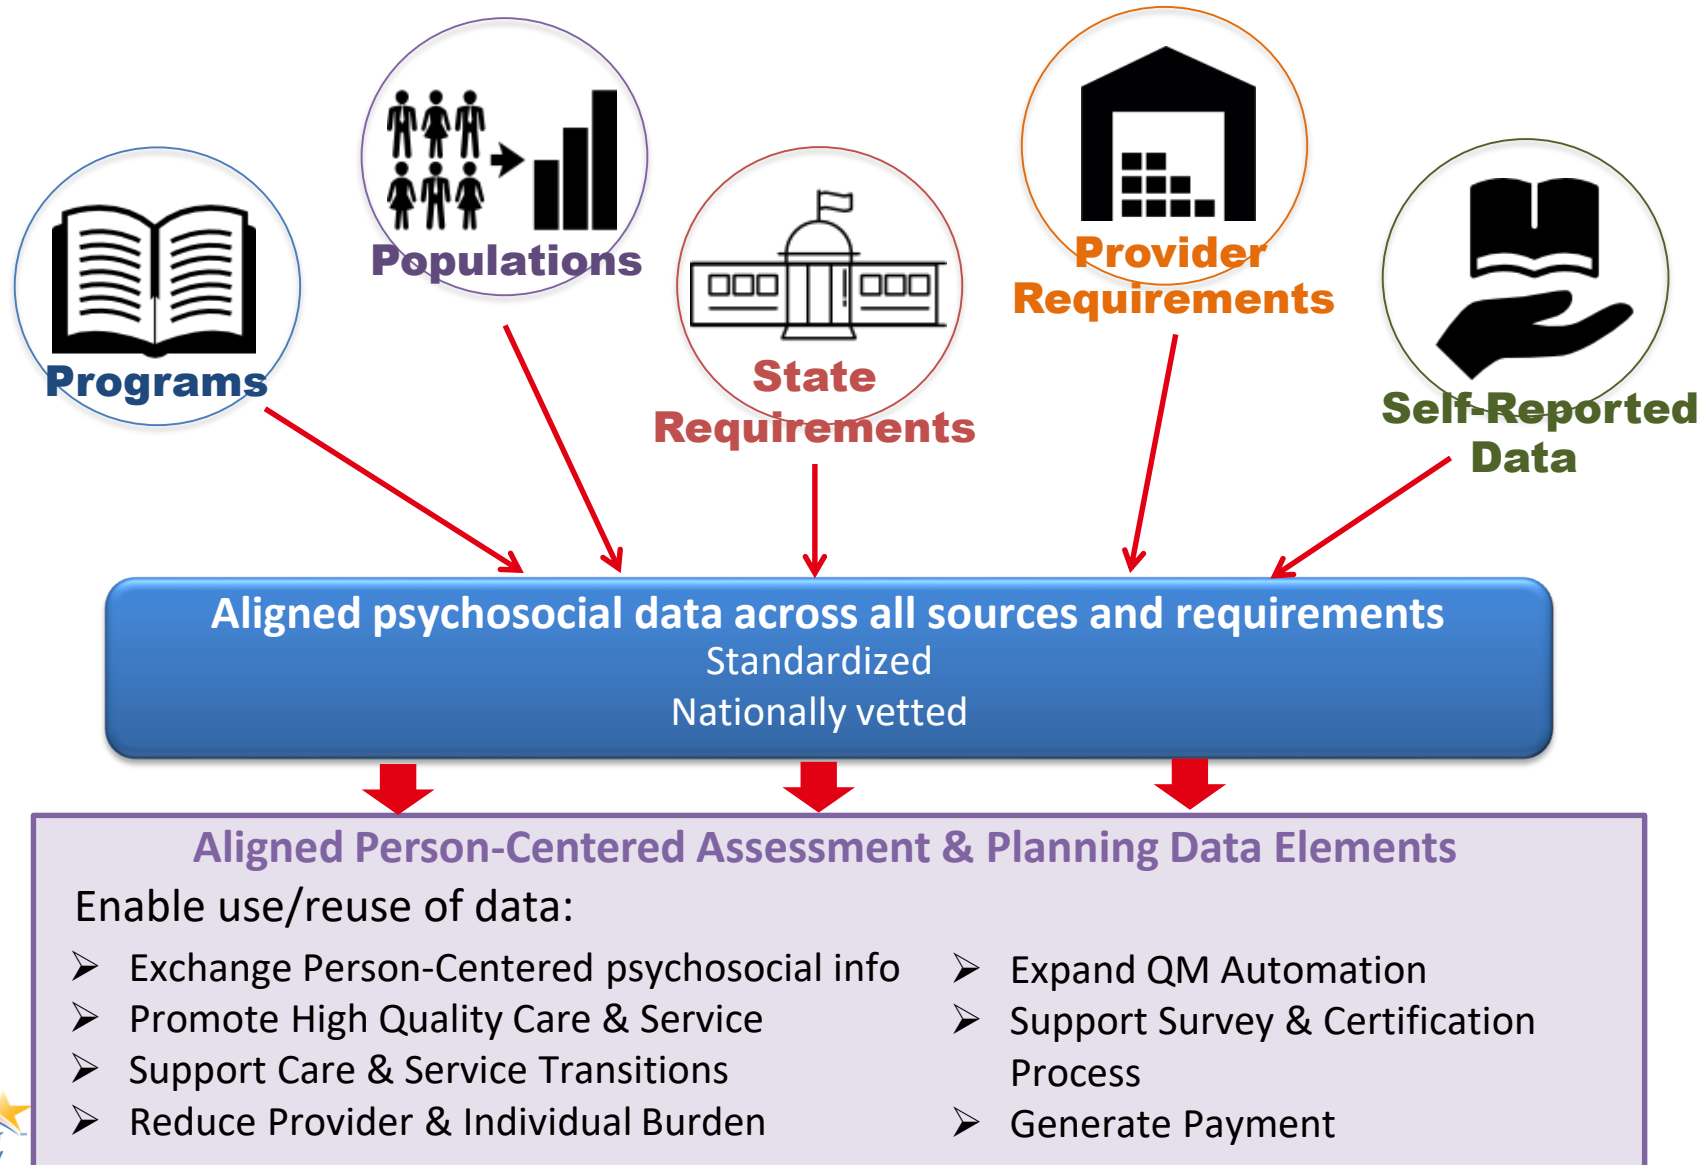 Programs
Populations
State
Requirements
Provider
Requirements
Self-Reported
Data
Aligned psychosocial data across all sources and requirements
Standardized
Nationally vetted
Aligned Person-Centered Assessment & Planning Data Elements
Enable use/reuse of data:
➢ Exchange Person-Centered psychosocial info
➢ Promote High Quality Care & Service
➢ Support Care & Service Transitions
➢ Reduce Provider & Individual Burden
➢ Expand QM Automation
➢ Support Survey & Certification
Process
➢ Generate Payment